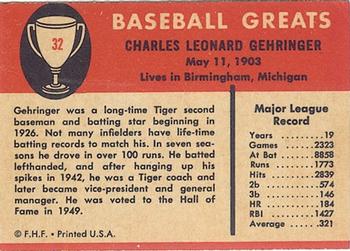 BASEBALL GREATS
32
CHARLES LEONARD GEHRINGER
May 11, 1903
Lives in Birmingham, Michigan
Gehringer was a long-time Tiger second
baseman and batting star beginning in
1926. Not many infielders have life-time
batting records to match his. In seven sea-
sons he drove in over 100 runs. He batted
lefthanded, and after hanging up his
spikes in 1942, he was a Tiger coach and
later became vice-president and general
manager. He was voted to the Hall of
Fame in 1949.
© F.H.F. • Printed U.S.A.
Major League
Record
Years 19
Games 2323
At Bat 8858
Runs 1773
Hits 2839
2b 574
3b 146
HR 184
RBI 1427
Average .321